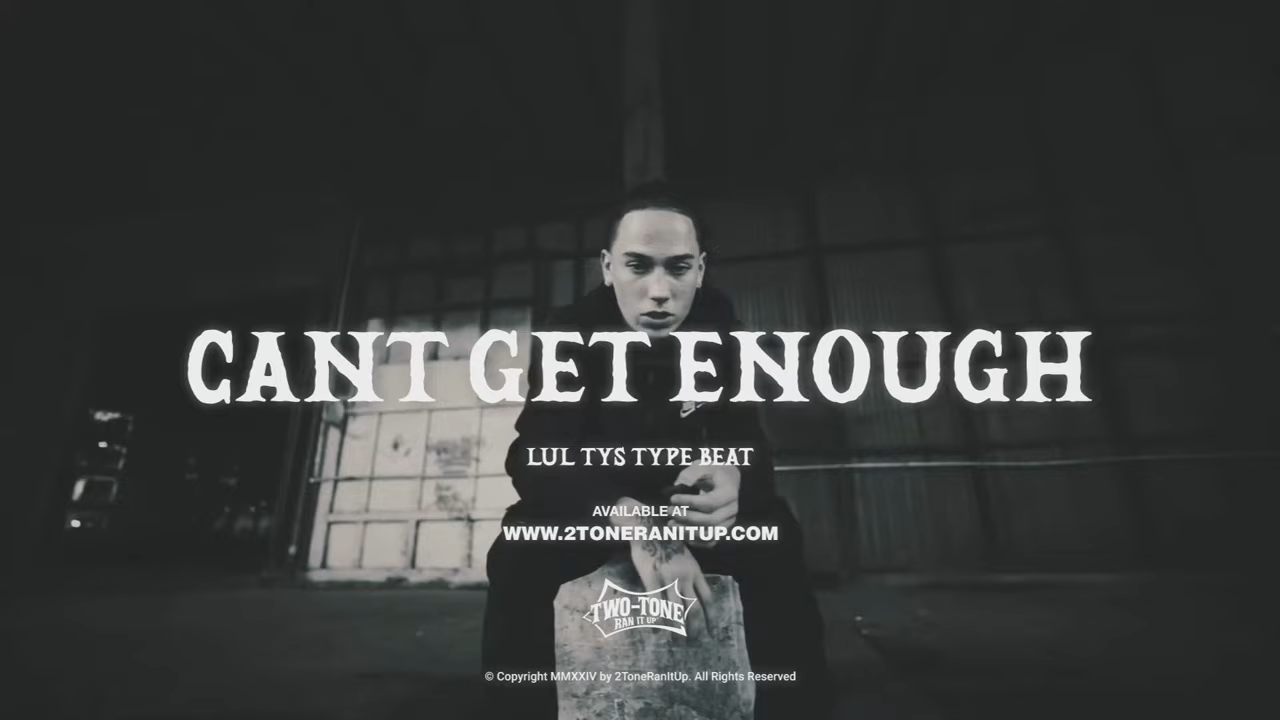 CANT GET ENOUGH
LUL TYS TYPE BEAT
AVAILABLE AT
WWW.2TONERANITUP.COM
TWO-TONE
RAN IT UP
© Copyright MMXXIV by 2ToneRanItUp. All Rights Reserved